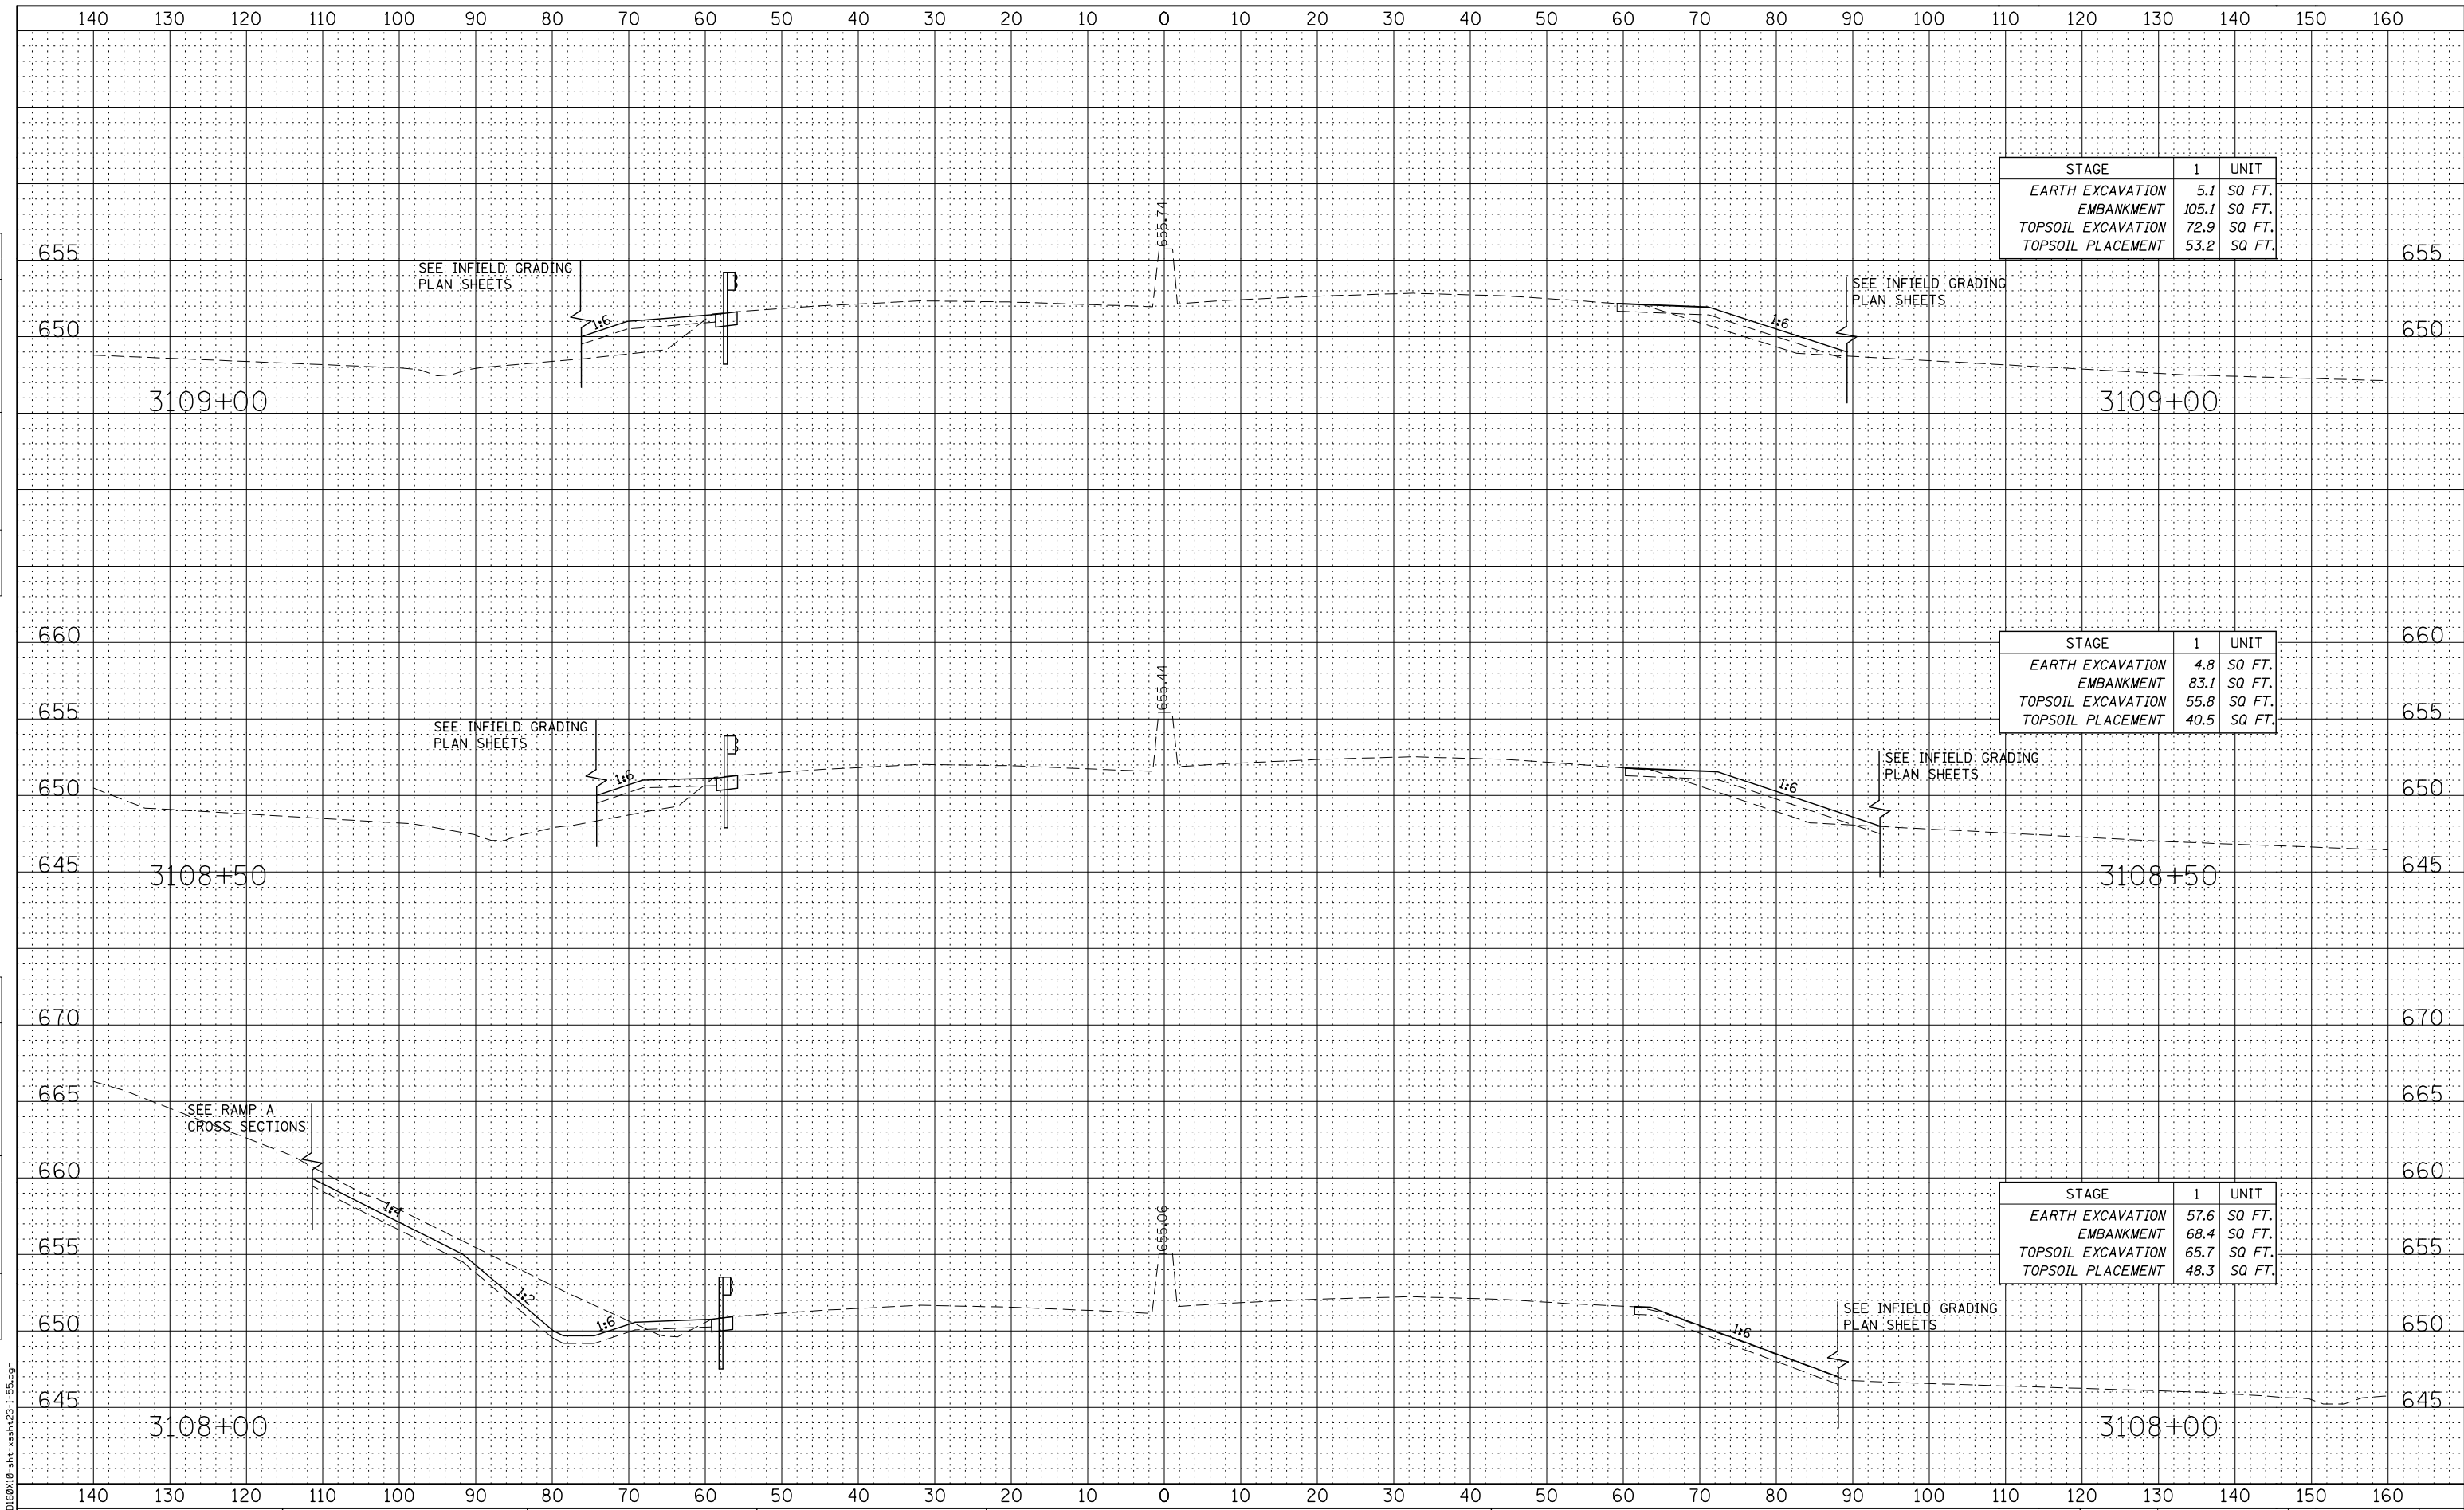 140 130 120 110 100 90 80 70 60 50 40 30 20 10 0 10 20 30 40 50 60 70 80 90 100 110 120 130 140 150 160
STAGE 1 UNIT
EARTH EXCAVATION 5.1 SQ FT.
EMBANKMENT 105.1 SQ FT.
TOPSOIL EXCAVATION 72.9 SQ FT.
TOPSOIL PLACEMENT 53.2 SQ FT.
655.74
655 655
SEE INFIELD GRADING
PLAN SHEETS
SEE INFIELD GRADING
PLAN SHEETS
1:6
1:6
650 650
3109+00 3109+00
660 660
STAGE 1 UNIT
EARTH EXCAVATION 4.8 SQ FT.
EMBANKMENT 83.1 SQ FT.
TOPSOIL EXCAVATION 55.8 SQ FT.
TOPSOIL PLACEMENT 40.5 SQ FT.
655.44
655 655
SEE INFIELD GRADING
PLAN SHEETS
SEE INFIELD GRADING
PLAN SHEETS
1:6
1:6
650 650
645 645
3108+50 3108+50
670 670
665 665
SEE RAMP A
CROSS SECTIONS
660 660
1:4
STAGE 1 UNIT
EARTH EXCAVATION 57.6 SQ FT.
EMBANKMENT 68.4 SQ FT.
TOPSOIL EXCAVATION 65.7 SQ FT.
TOPSOIL PLACEMENT 48.3 SQ FT.
655.06
655 655
1:2
1:6
1:6
SEE INFIELD GRADING
PLAN SHEETS
650 650
645 645
3108+00 3108+00
D160X10-sht-xssht23-I-55.dgn
140 130 120 110 100 90 80 70 60 50 40 30 20 10 0 10 20 30 40 50 60 70 80 90 100 110 120 130 140 150 160